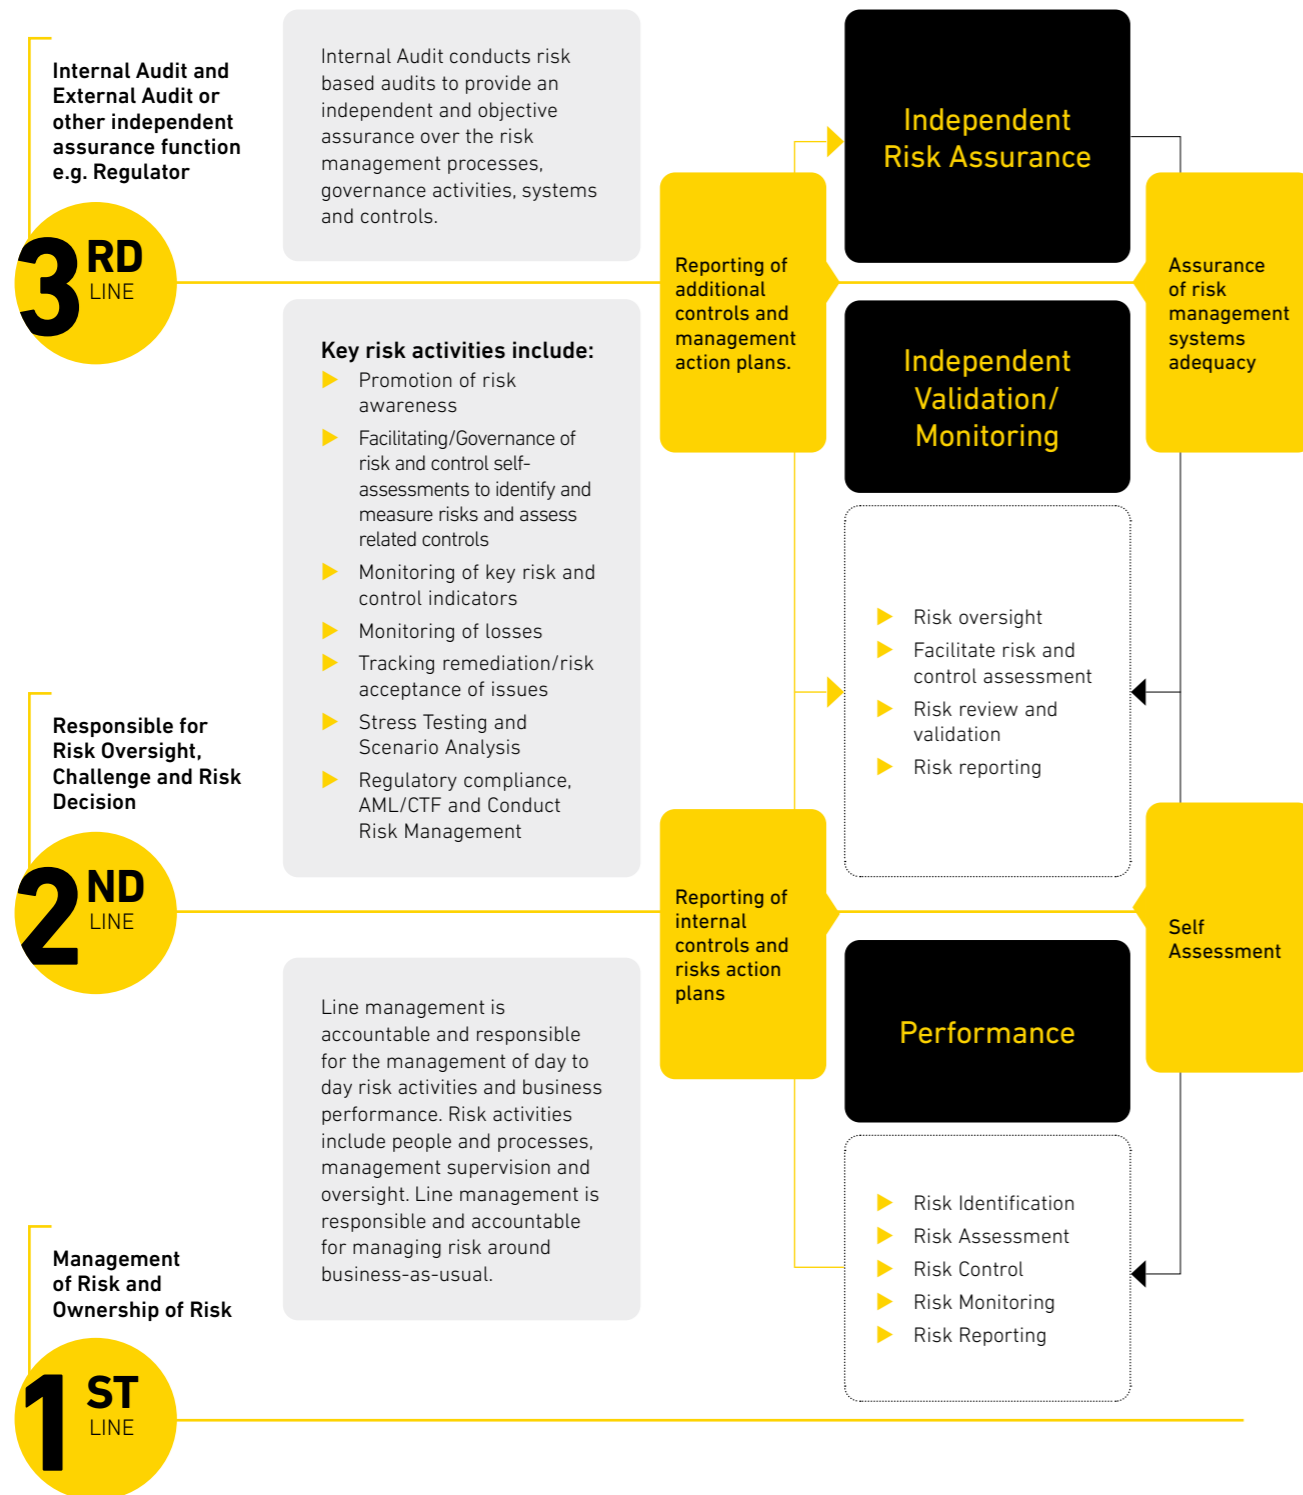 Internal Audit and
External Audit or
other independent
assurance function
e.g. Regulator
3RD
LINE
Internal Audit conducts risk
based audits to provide an
independent and objective
assurance over the risk
management processes,
governance activities, systems
and controls.
Independent
Risk Assurance
Reporting of
additional
controls and
management
action plans.
Assurance
of risk
management
systems
adequacy
Key risk activities include:
Promotion of risk
awareness
Facilitating/Governance of
risk and control self-
assessments to identify and
measure risks and assess
related controls
Monitoring of key risk and
control indicators
Monitoring of losses
Tracking remediation/risk
acceptance of issues
Stress Testing and
Scenario Analysis
Regulatory compliance,
AML/CTF and Conduct
Risk Management
Independent
Validation/
Monitoring
Risk oversight
Facilitate risk and
control assessment
Risk review and
validation
Risk reporting
Responsible for
Risk Oversight,
Challenge and Risk
Decision
2ND
LINE
Reporting of
internal
controls and
risks action
plans
Self
Assessment
Line management is
accountable and responsible
for the management of day to
day risk activities and business
performance. Risk activities
include people and processes,
management supervision and
oversight. Line management is
responsible and accountable
for managing risk around
business-as-usual.
Performance
Risk Identification
Risk Assessment
Risk Control
Risk Monitoring
Risk Reporting
Management
of Risk and
Ownership of Risk
1ST
LINE